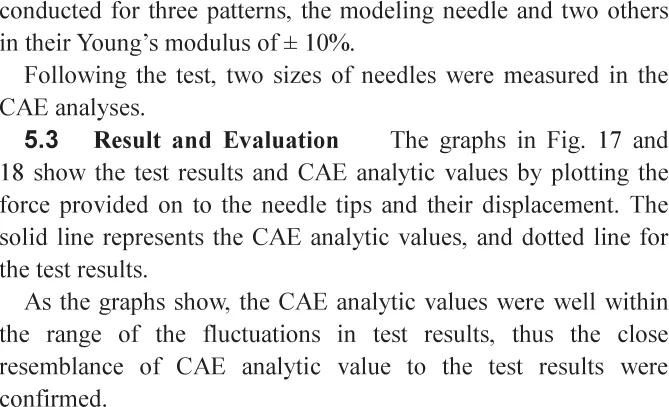 conducted for three patterns, the modeling needle and two others
in their Young's modulus of ± 10%.
Following the test, two sizes of needles were measured in the
CAE analyses.
5.3 Result and Evaluation The graphs in Fig. 17 and
18 show the test results and CAE analytic values by plotting the
force provided on to the needle tips and their displacement. The
solid line represents the CAE analytic values, and dotted line for
the test results.
As the graphs show, the CAE analytic values were well within
the range of the fluctuations in test results, thus the close
resemblance of CAE analytic value to the test results were
confirmed.